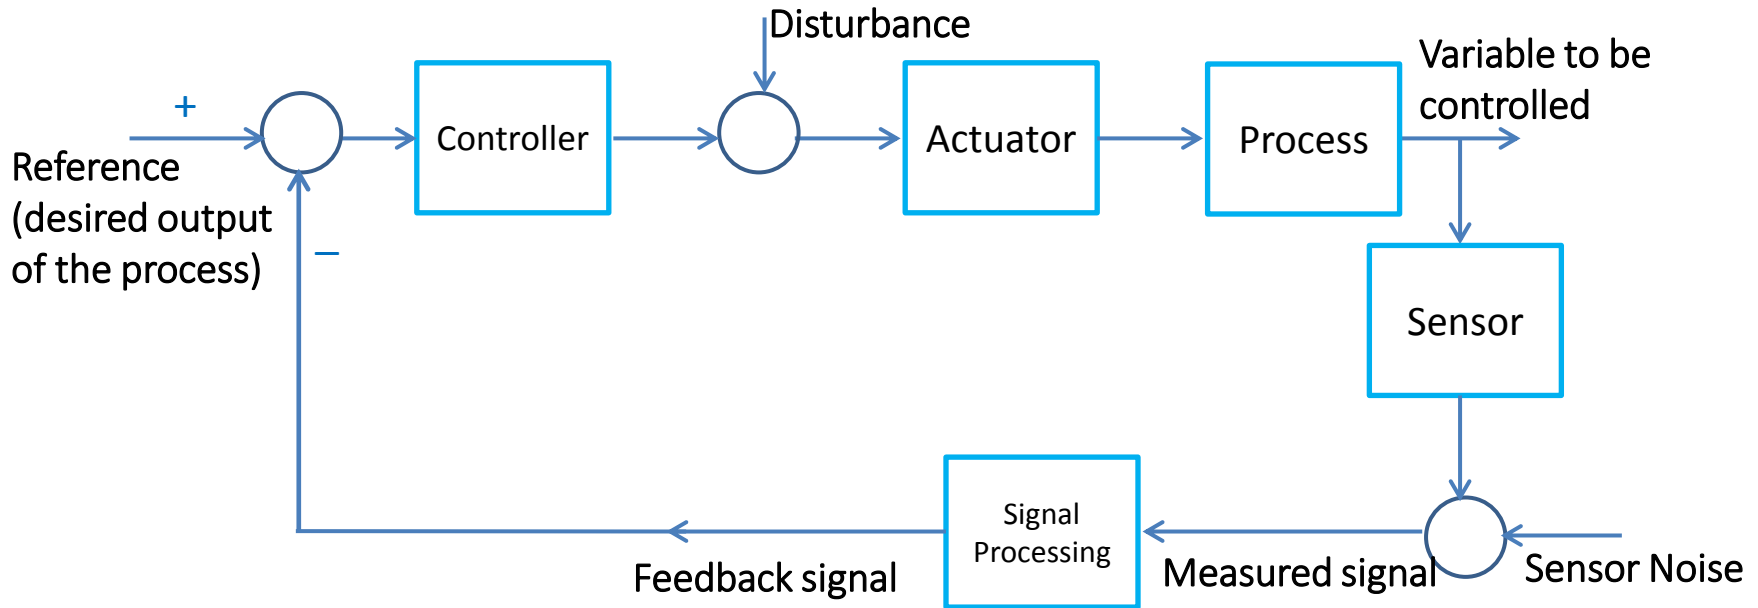 Disturbance
Variable to be
controlled
+
Controller
Actuator
Process
Reference
(desired output
of the process)
–
Sensor
Signal
Processing
Feedback signal
Measured signal
Sensor Noise